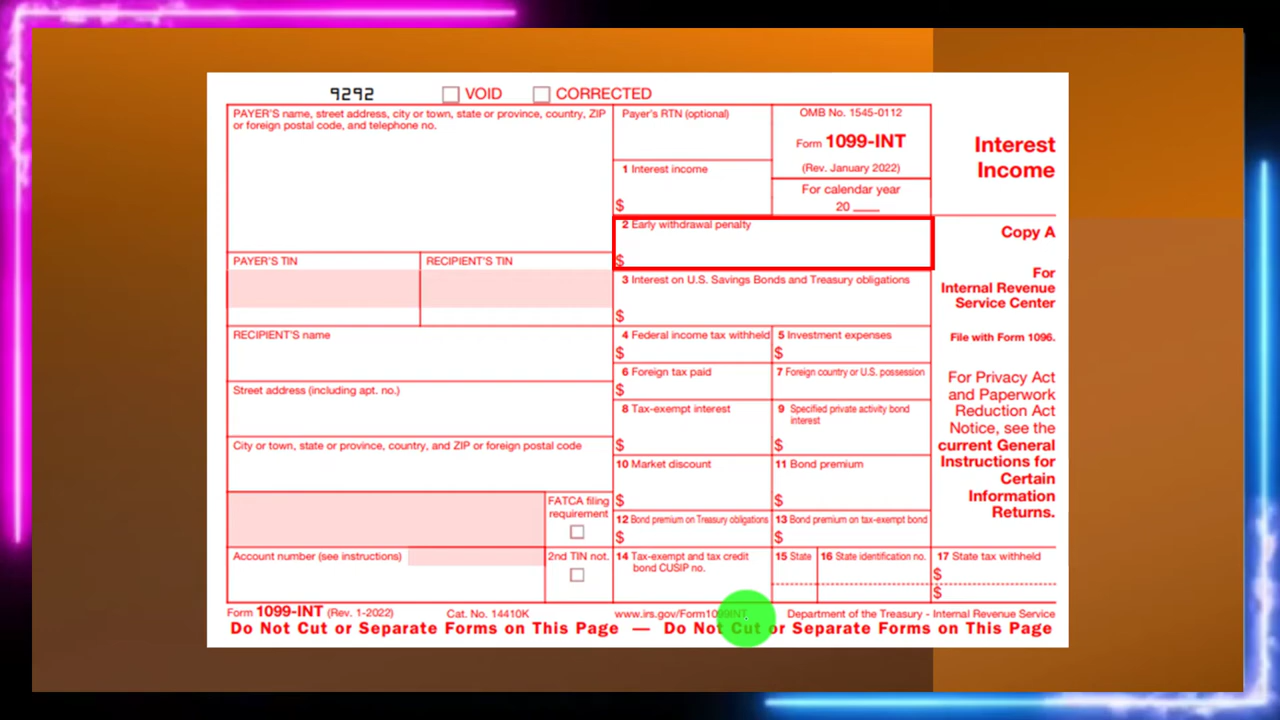 9292
VOID
CORRECTED
PAYER'S name, street address, city or town, state or province, country, ZIP
or foreign postal code, and telephone no.
Payer's RTN (optional)
OMB No. 1545-0112
Form 1099-INT
(Rev. January 2022)
For calendar year
20 ____
Interest
Income
1 Interest income
$
2 Early withdrawal penalty
$
Copy A
For
Internal Revenue
Service Center
File with Form 1096.
For Privacy Act
and Paperwork
Reduction Act
Notice, see the
current General
Instructions for
Certain
Information
Returns.
PAYER'S TIN
RECIPIENT'S TIN
3 Interest on U.S. Savings Bonds and Treasury obligations
$
RECIPIENT'S name
4 Federal income tax withheld
$
5 Investment expenses
$
6 Foreign tax paid
$
7 Foreign country or U.S. possession
Street address (including apt. no.)
8 Tax-exempt interest
$
9 Specified private activity bond
interest
$
City or town, state or province, country, and ZIP or foreign postal code
10 Market discount
$
11 Bond premium
$
FATCA filing
requirement
12 Bond premium on Treasury obligations
$
13 Bond premium on tax-exempt bond
$
Account number (see instructions)
2nd TIN not.
14 Tax-exempt and tax credit
bond CUSIP no.
15 State
16 State identification no.
17 State tax withheld
$
$
Form 1099-INT (Rev. 1-2022)
Cat. No. 14410K
www.irs.gov/Form1099INT
Department of the Treasury - Internal Revenue Service
Do Not Cut or Separate Forms on This Page — Do Not Cut or Separate Forms on This Page